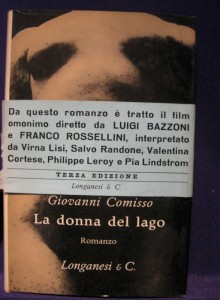 Da questo romanzo è tratto il film
omonimo diretto da LUIGI BAZZONI
e FRANCO ROSSELLINI, interpretato
da Virna Lisi, Salvo Randone, Valentina
Cortese, Philippe Leroy e Pia Lindstrom
TERZA EDIZIONE
Longanesi & C.
Giovanni Comisso
La donna del lago
Romanzo
Longanesi & C.